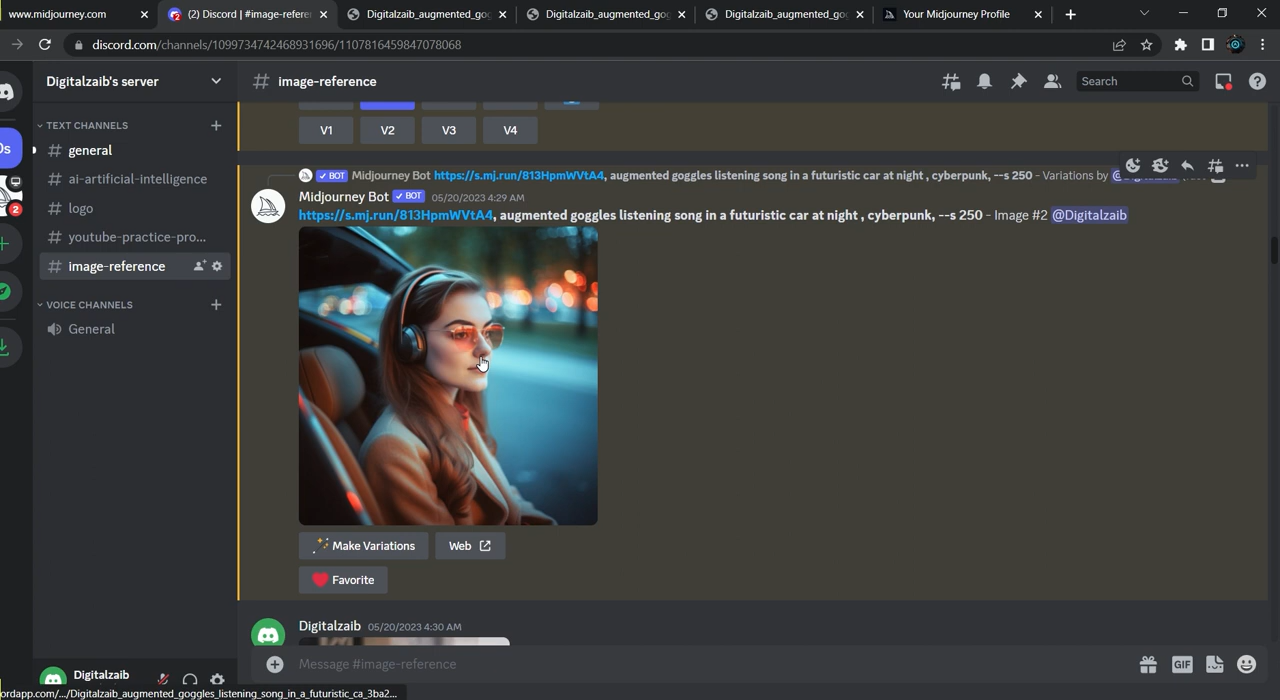 www.midjourney.com
(2) Discord | #image-refere
Digitalzaib_augmented_gog
Digitalzaib_augmented_gog
Digitalzaib_augmented_gog
Your Midjourney Profile
discord.com/channels/1099734742468931696/1107816459847078068
Digitalzaib's server
# image-reference
Search
TEXT CHANNELS
# general
# ai-artificial-intelligence
# logo
# youtube-practice-pro...
# image-reference
VOICE CHANNELS
General
2
V1 V2 V3 V4
BOT Midjourney Bot https://s.mj.run/813HpmWVtA4, augmented goggles listening song in a futuristic car at night , cyberpunk, --s 250 - Variations by
Midjourney Bot BOT 05/20/2023 4:29 AM
https://s.mj.run/813HpmWVtA4, augmented goggles listening song in a futuristic car at night , cyberpunk, --s 250 - Image #2 @Digitalzaib
Make Variations Web
Favorite
Digitalzaib 05/20/2023 4:30 AM
Message #image-reference
GIF
Digitalzaib
ordapp.com/.../Digitalzaib_augmented_goggles_listening_song_in_a_futuristic_ca_3ba2...